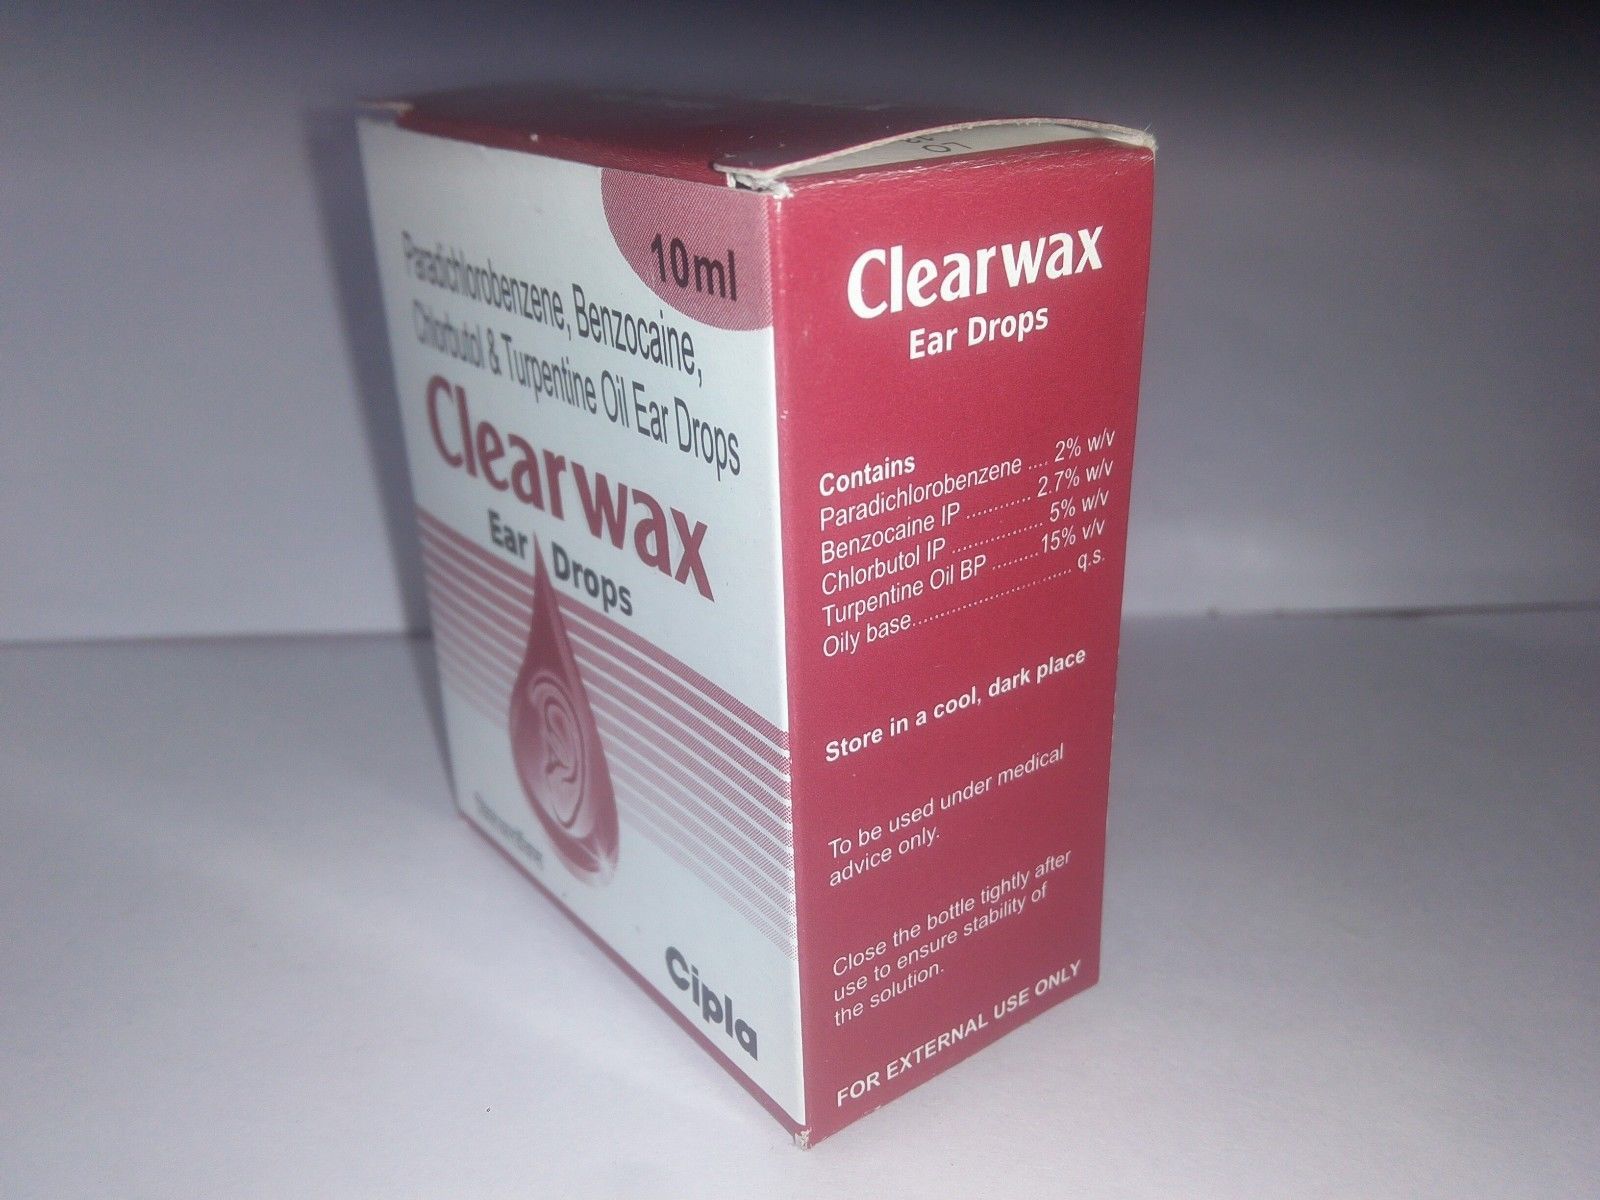 10ml
Paradichlorobenzene, Benzocaine,
Chlorbutol & Turpentine Oil Ear Drops
Clearwax
Ear Drops
Cipla
Clearwax
Ear Drops
Contains
Paradichlorobenzene .... 2% w/v
Benzocaine IP ............ 2.7% w/v
Chlorbutol IP ................. 5% w/v
Turpentine Oil BP .........15% v/v
Oily base............................. q.s.
Store in a cool, dark place
To be used under medical
advice only.
Close the bottle tightly after
use to ensure stability of
the solution.
FOR EXTERNAL USE ONLY